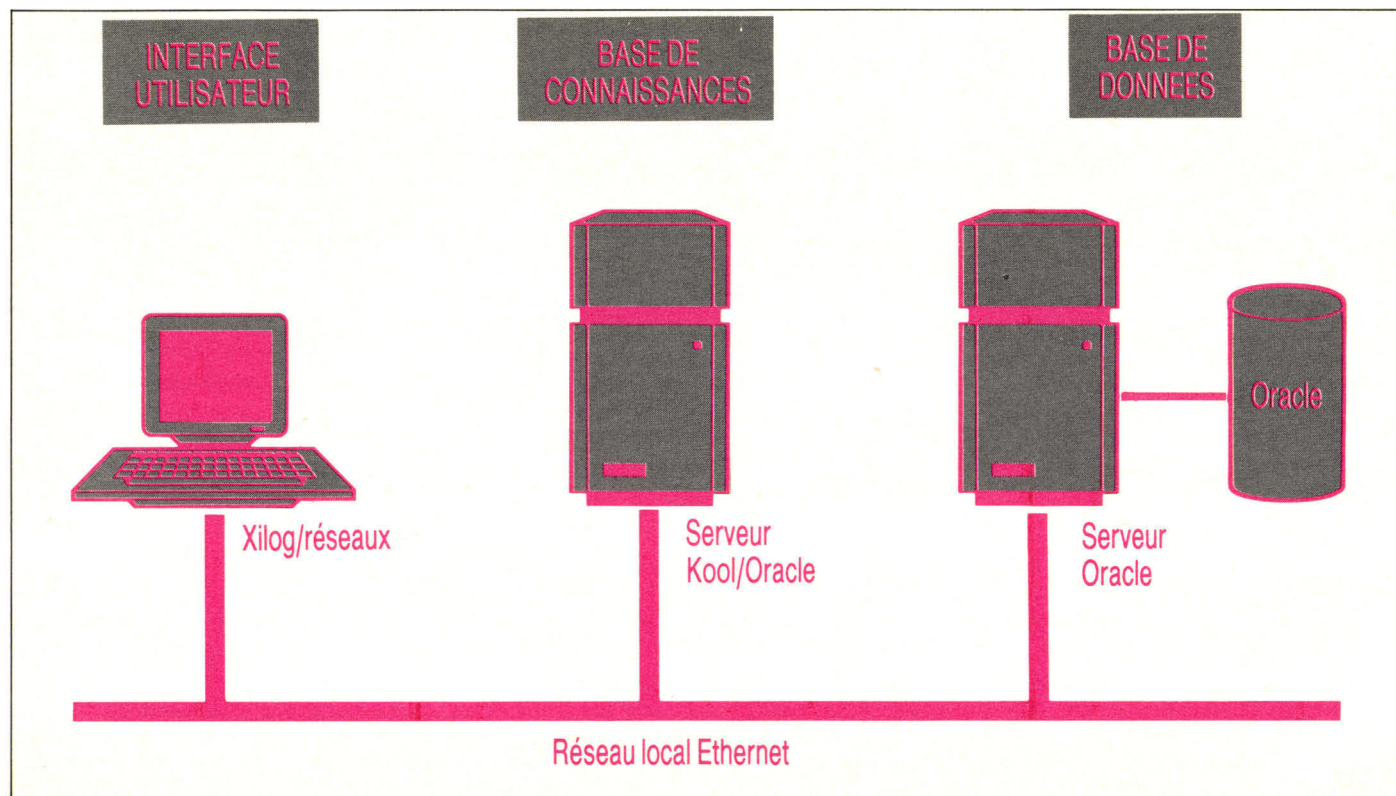 INTERFACE
UTILISATEUR
BASE DE
CONNAISSANCES
BASE DE
DONNEES
Oracle
Xilog/réseaux
Serveur
Kool/Oracle
Serveur
Oracle
Réseau local Ethernet